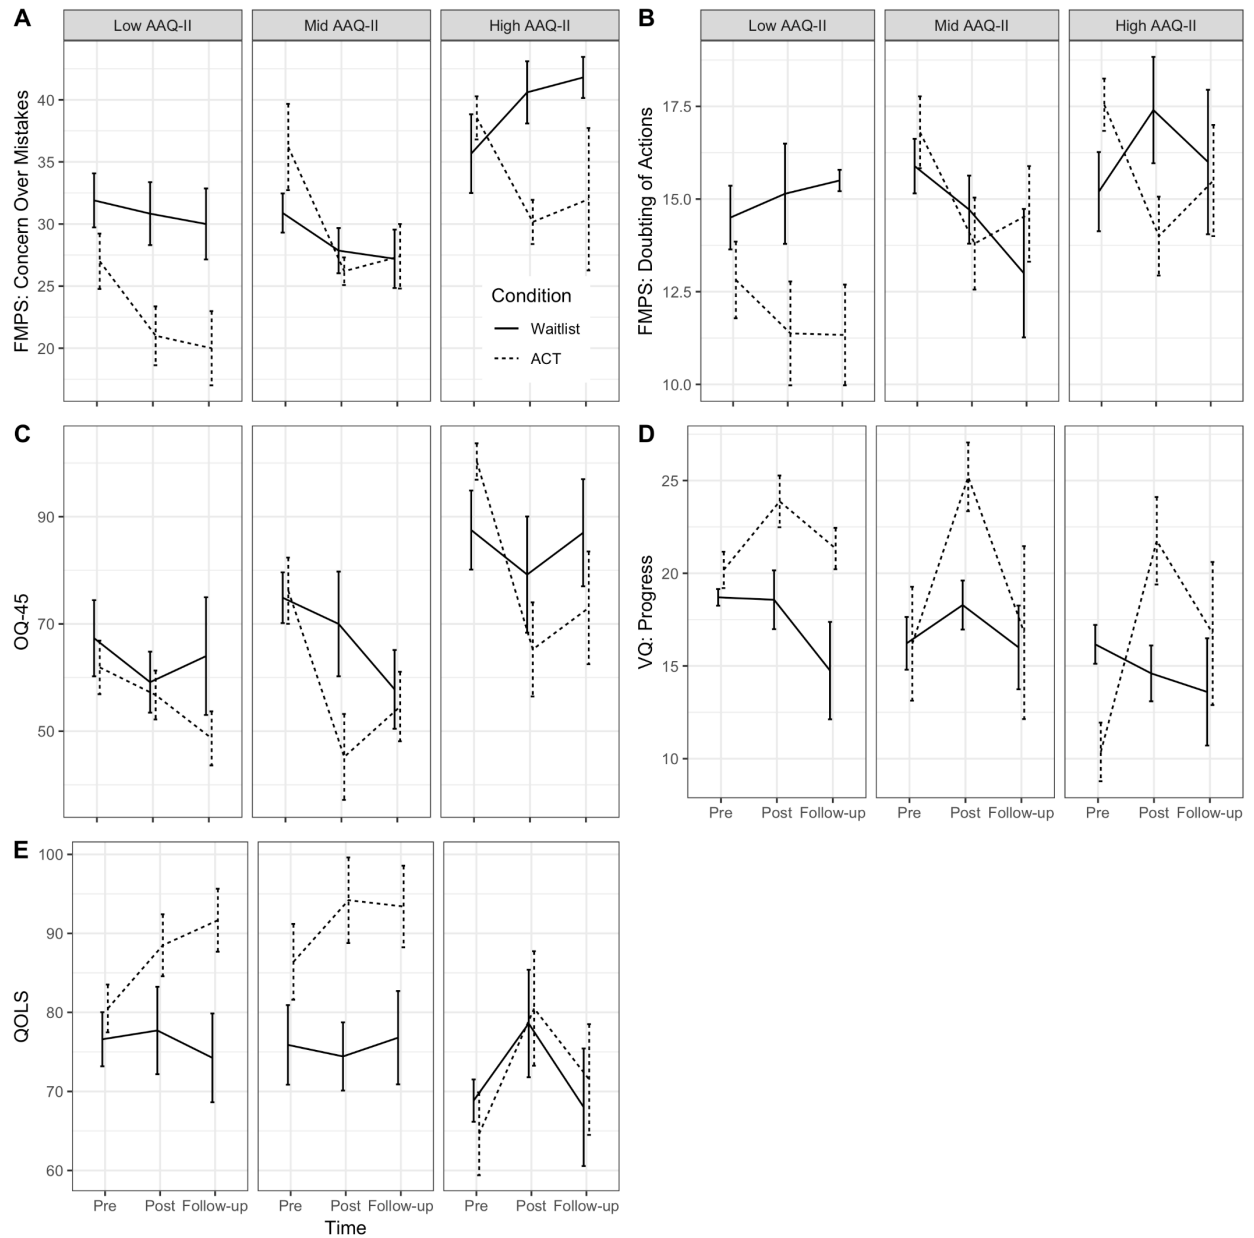 A
Low AAQ-II
Mid AAQ-II
High AAQ-II
FMPS: Concern Over Mistakes
40
35
30
25
20
Condition
Waitlist
ACT
B
Low AAQ-II
Mid AAQ-II
High AAQ-II
FMPS: Doubting of Actions
17.5
15.0
12.5
10.0
C
OQ-45
90
70
50
D
VQ: Progress
25
20
15
10
Pre Post Follow-up
Pre Post Follow-up
Pre Post Follow-up
E
QOLS
100
90
80
70
60
Pre Post Follow-up
Pre Post Follow-up
Pre Post Follow-up
Time